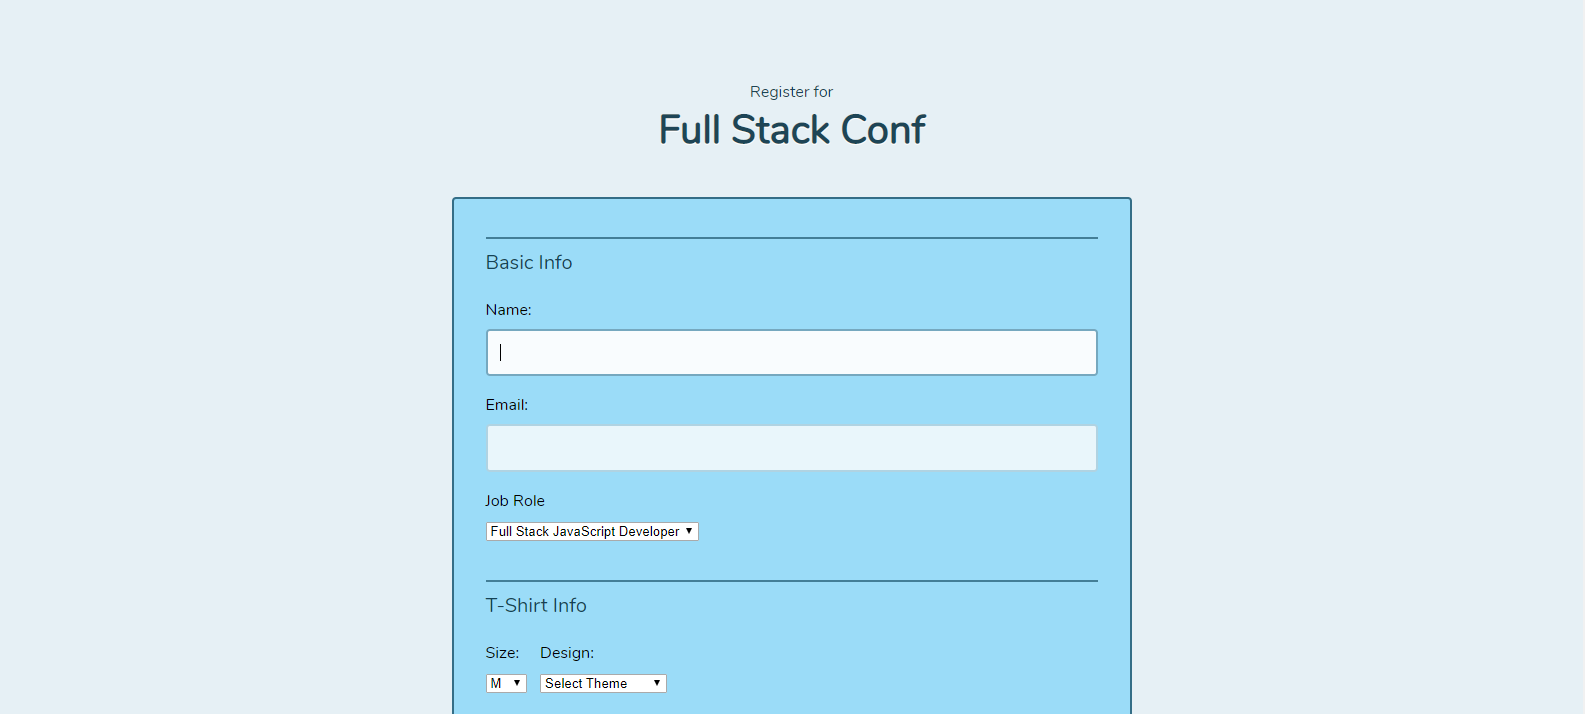 Register for
Full Stack Conf
Basic Info
Name:
Email:
Job Role
Full Stack JavaScript Developer
T-Shirt Info
Size: Design:
M Select Theme